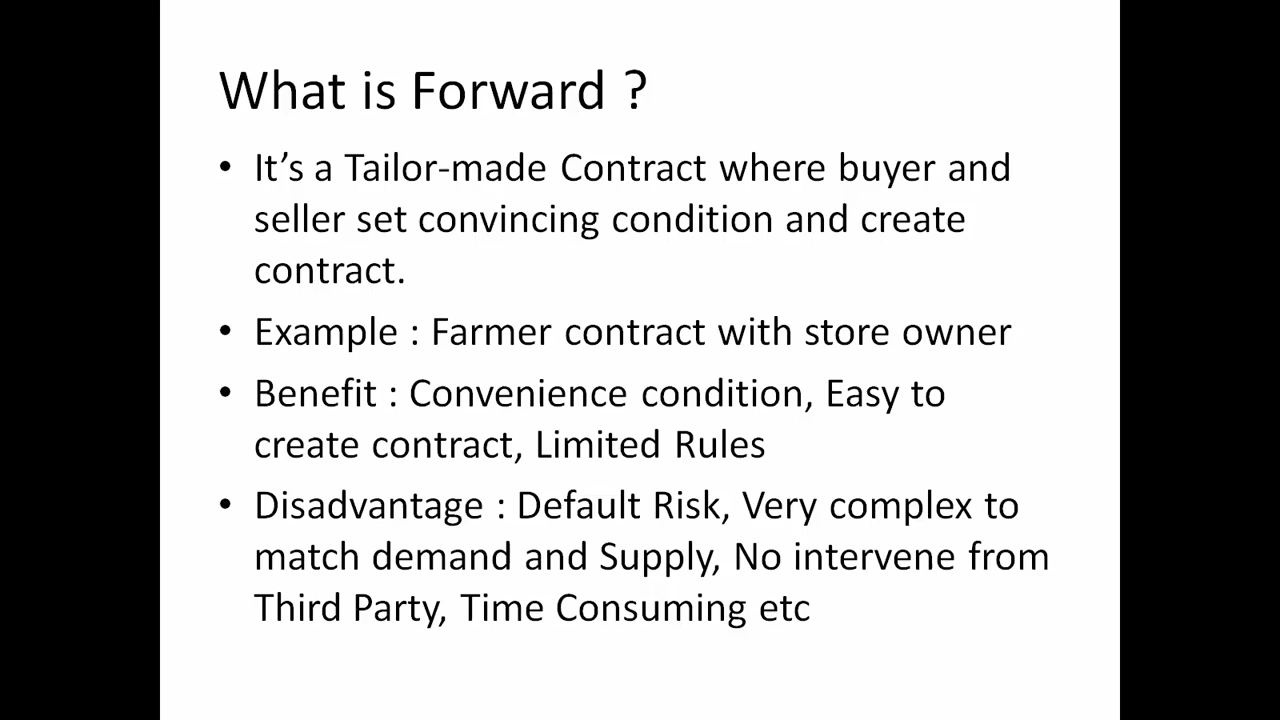 What is Forward ?
• It’s a Tailor-made Contract where buyer and
seller set convincing condition and create
contract.
• Example : Farmer contract with store owner
• Benefit : Convenience condition, Easy to
create contract, Limited Rules
• Disadvantage : Default Risk, Very complex to
match demand and Supply, No intervene from
Third Party, Time Consuming etc